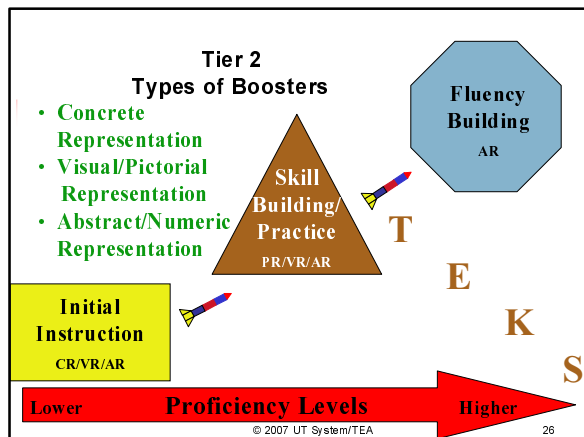 Tier 2
Types of Boosters
• Concrete
Representation
• Visual/Pictorial
Representation
• Abstract/Numeric
Representation
Fluency
Building
AR
Skill
Building/
Practice
PR/VR/AR
T
E
K
S
Initial
Instruction
CR/VR/AR
Lower Proficiency Levels Higher
© 2007 UT System/TEA 26